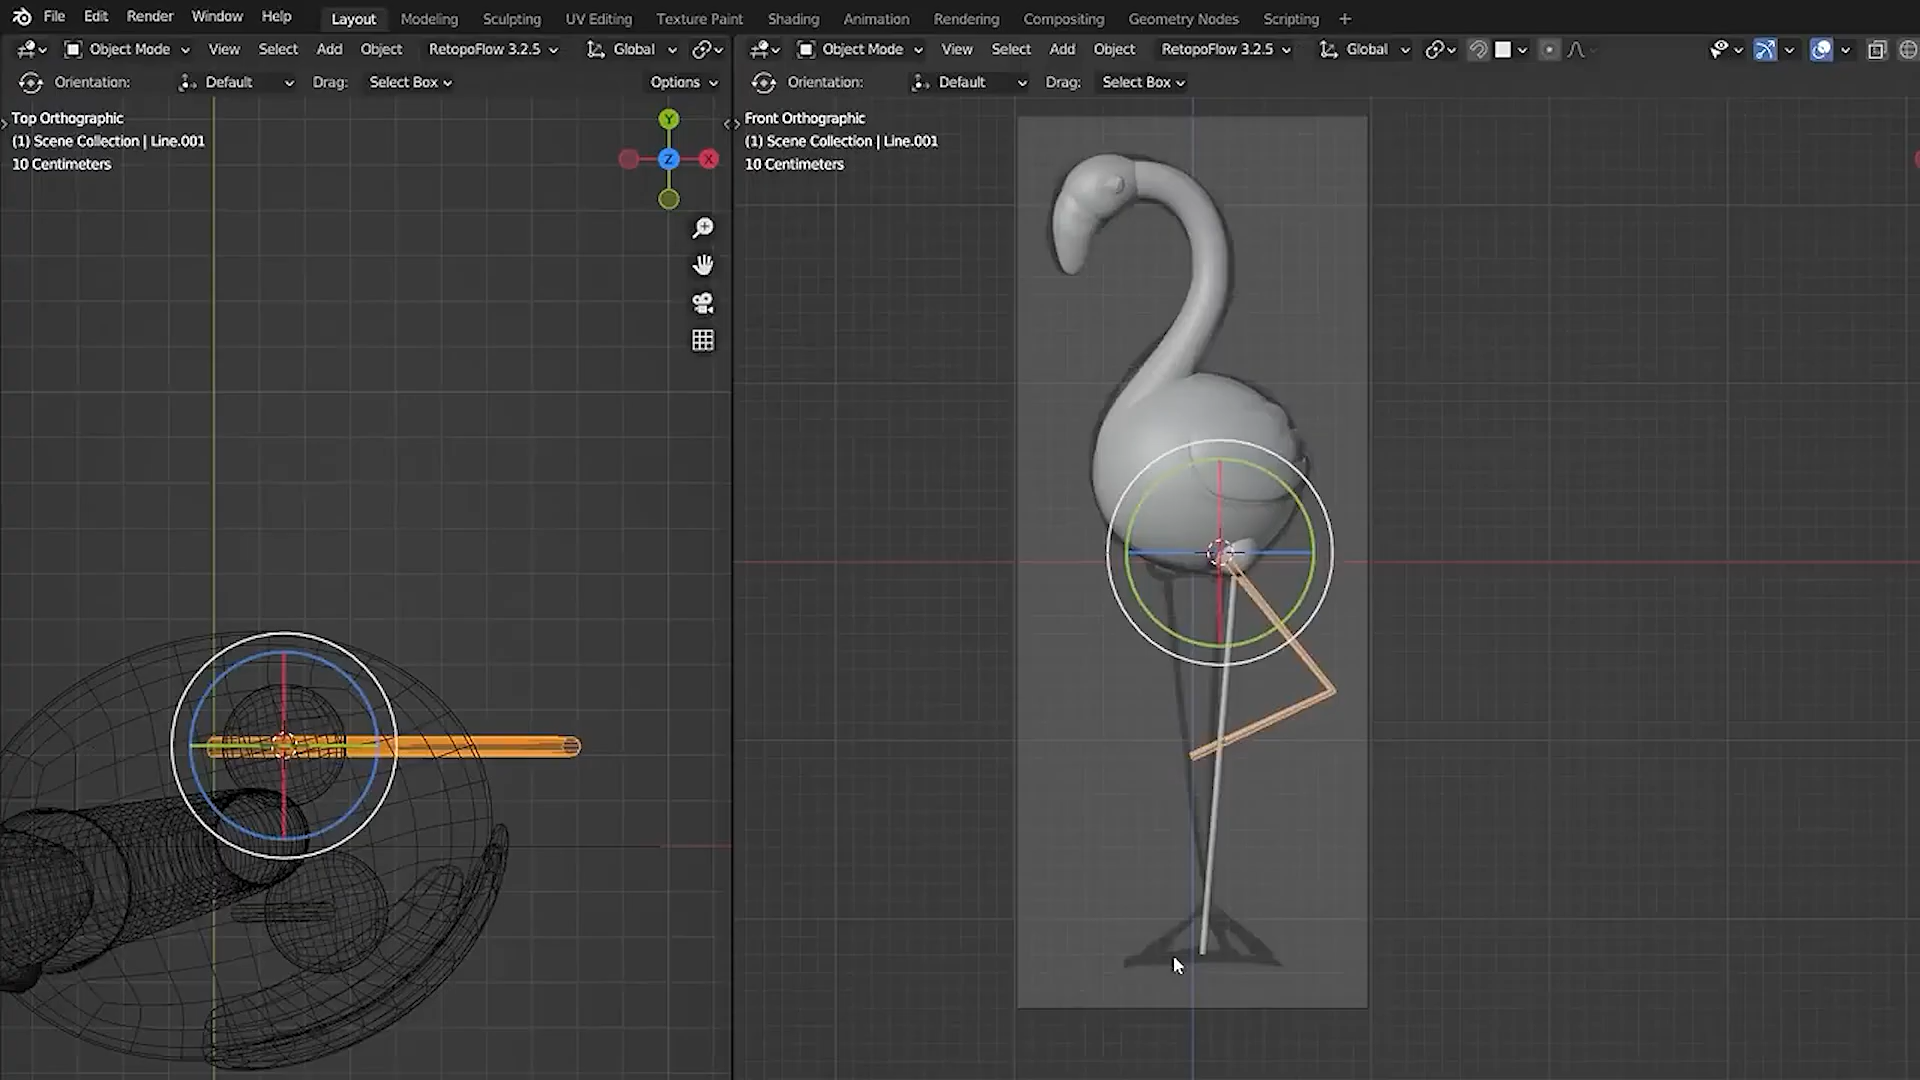 File Edit Render Window Help Layout Modeling Sculpting UV Editing Texture Paint Shading Animation Rendering Compositing Geometry Nodes Scripting +
Object Mode View Select Add Object RetopoFlow 3.2.5 Global
Orientation: Default Drag: Select Box Options
Top Orthographic
(1) Scene Collection | Line.001
10 Centimeters
Y
Z
X
Object Mode View Select Add Object RetopoFlow 3.2.5 Global
Orientation: Default Drag: Select Box
Front Orthographic
(1) Scene Collection | Line.001
10 Centimeters